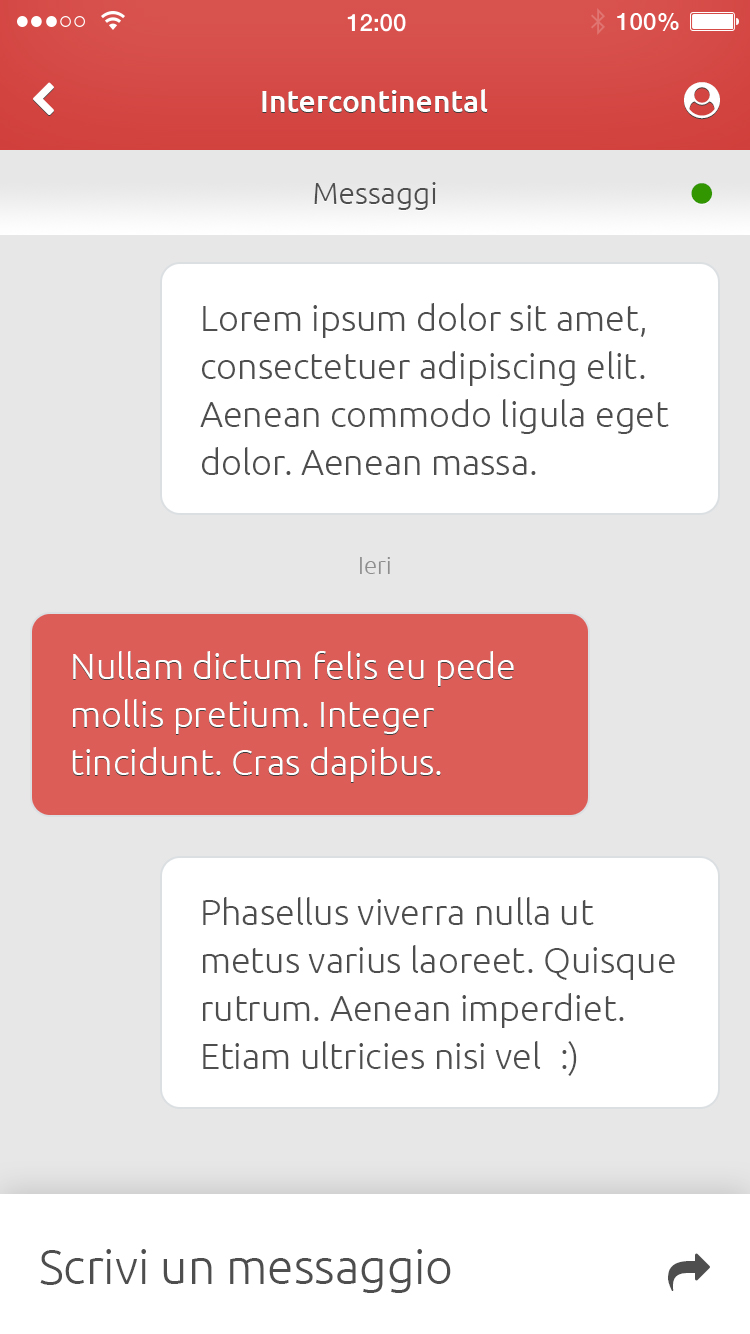 12:00
100%
Intercontinental
Messaggi
Lorem ipsum dolor sit amet,
consectetuer adipiscing elit.
Aenean commodo ligula eget
dolor. Aenean massa.
Ieri
Nullam dictum felis eu pede
mollis pretium. Integer
tincidunt. Cras dapibus.
Phasellus viverra nulla ut
metus varius laoreet. Quisque
rutrum. Aenean imperdiet.
Etiam ultricies nisi vel  :)
Scrivi un messaggio